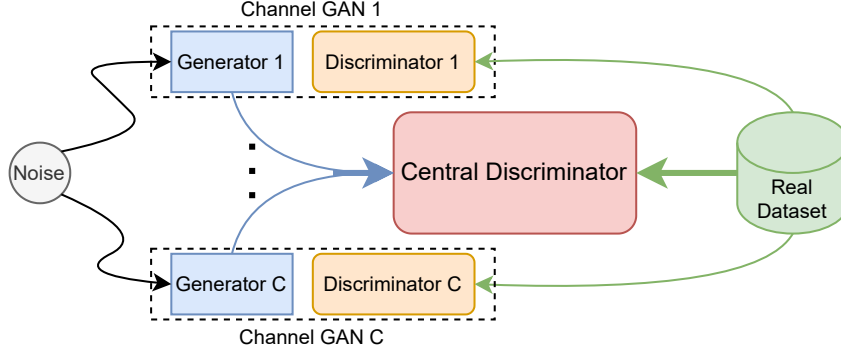 Channel GAN 1
Generator 1
Discriminator 1
Noise
Central Discriminator
Real
Dataset
Generator C
Discriminator C
Channel GAN C